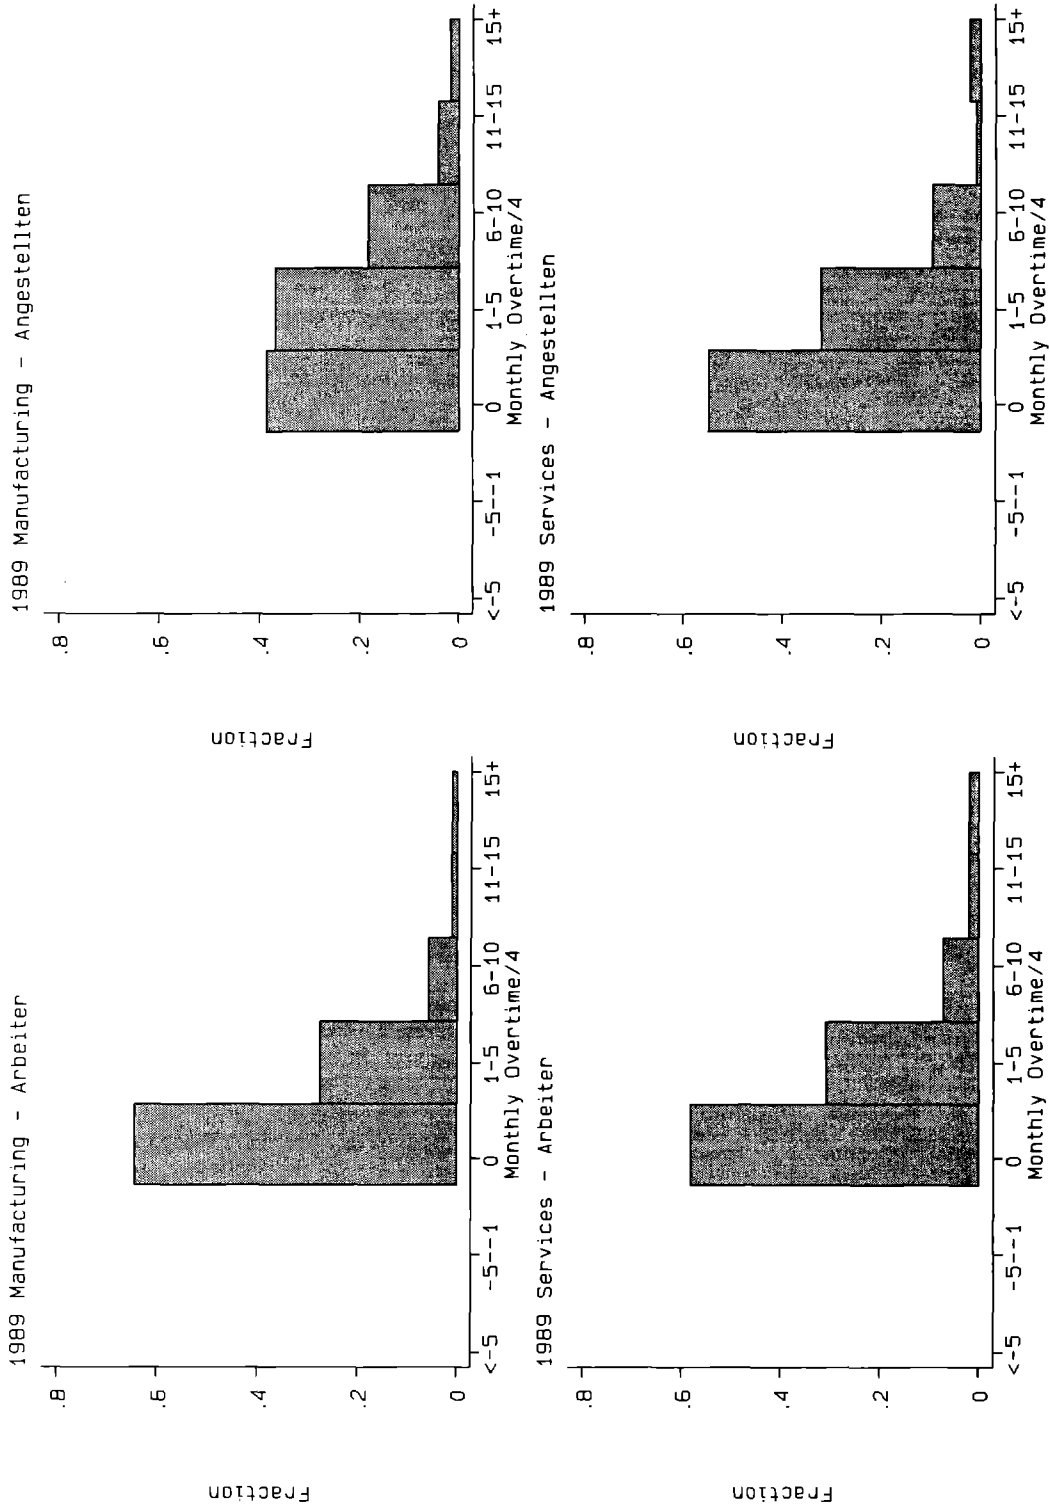 1989 Manufacturing - Arbeiter
Fraction
.8
.6
.4
.2
0
<-5 -5--1 0 1-5 6-10 11-15 15+
Monthly Overtime/4
1989 Manufacturing - Angestellten
Fraction
.8
.6
.4
.2
0
<-5 -5--1 0 1-5 6-10 11-15 15+
Monthly Overtime/4
1989 Services - Arbeiter
Fraction
.8
.6
.4
.2
0
<-5 -5--1 0 1-5 6-10 11-15 15+
Monthly Overtime/4
1989 Services - Angestellten
Fraction
.8
.6
.4
.2
0
<-5 -5--1 0 1-5 6-10 11-15 15+
Monthly Overtime/4